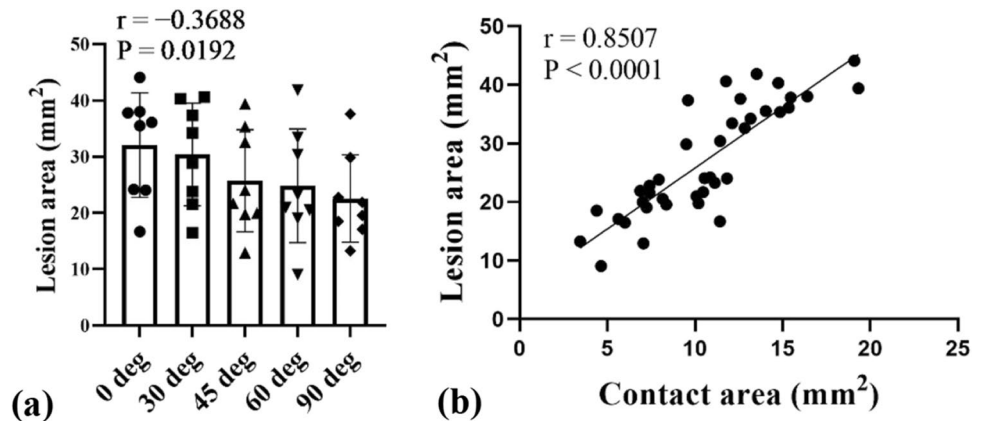 r = −0.3688
P = 0.0192
Lesion area (mm²)
50
40
30
20
10
0
0 deg
30 deg
45 deg
60 deg
90 deg
(a)
r = 0.8507
P < 0.0001
Lesion area (mm²)
50
40
30
20
10
0
0 5 10 15 20 25
Contact area (mm²)
(b)